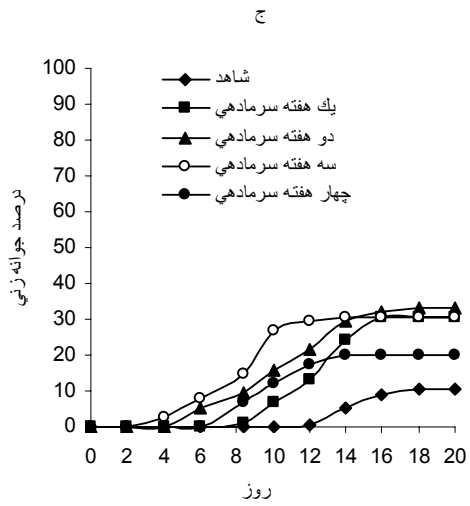 ج
100
90
80
70
60
50
40
30
20
10
0
شاهد
يك هفته سرمادهي
دو هفته سرمادهي
سه هفته سرمادهي
چهار هفته سرمادهي
درصد جوانه زني
0 2 4 6 8 10 12 14 16 18 20
روز